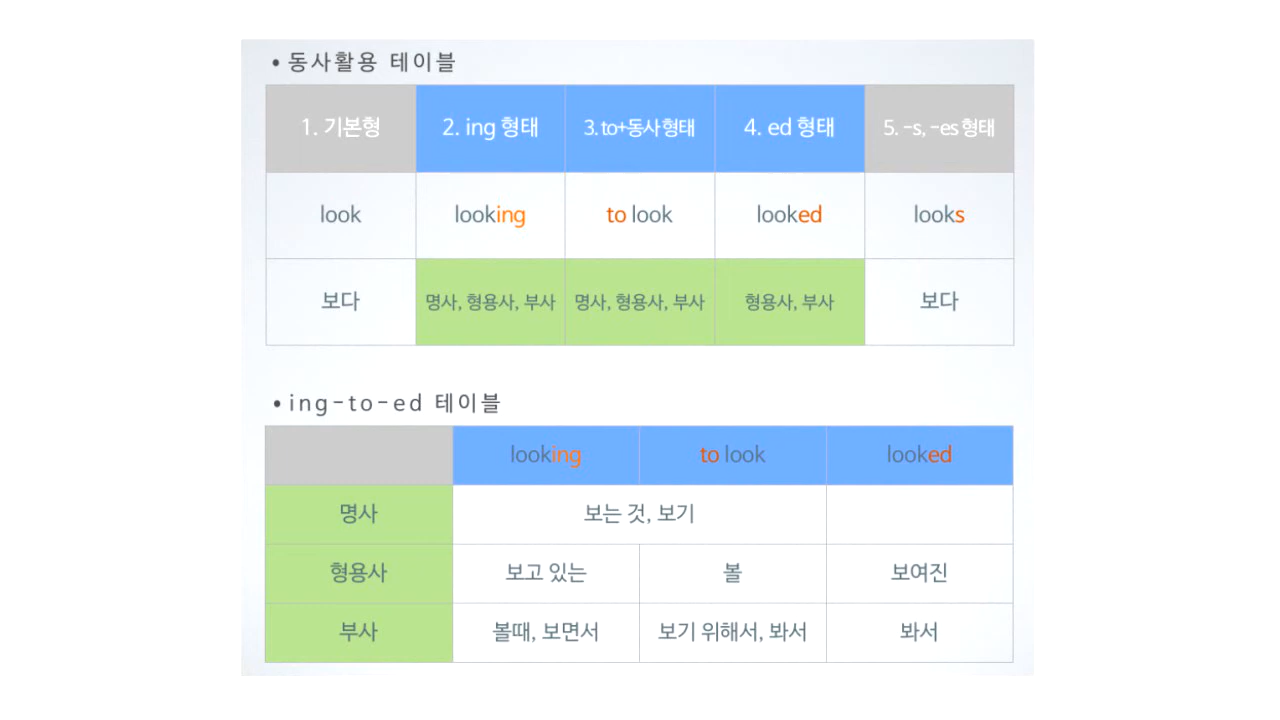 • 동사활용 테이블
1. 기본형 2. ing 형태 3. to+동사 형태 4. ed 형태 5. -s, -es 형태
look looking to look looked looks
보다 명사, 형용사, 부사 명사, 형용사, 부사 형용사, 부사 보다
• ing-to-ed 테이블
looking to look looked
명사 보는 것, 보기
형용사 보고 있는 볼 보여진
부사 볼때, 보면서 보기 위해서, 봐서 봐서